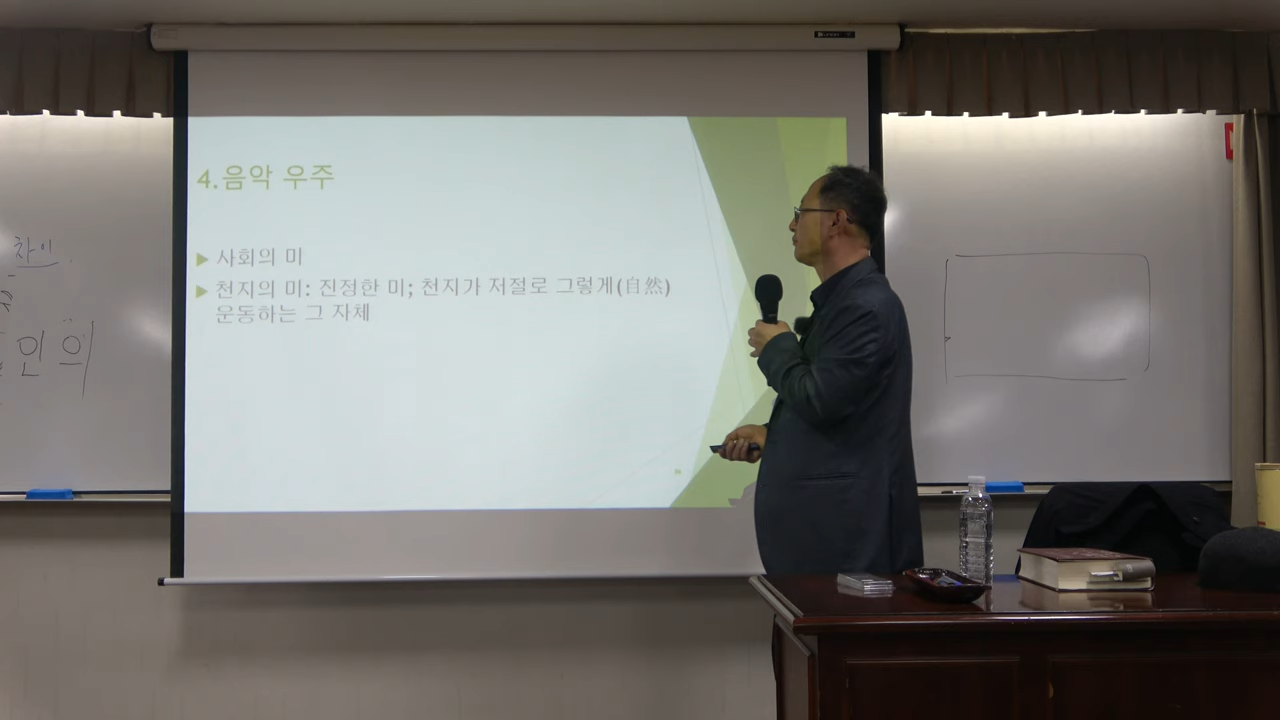 4.음악 우주
사회의 미
천지의 미: 진정한 미; 천지가 저절로 그렇게(自然)
운동하는 그 자체
차이
인의